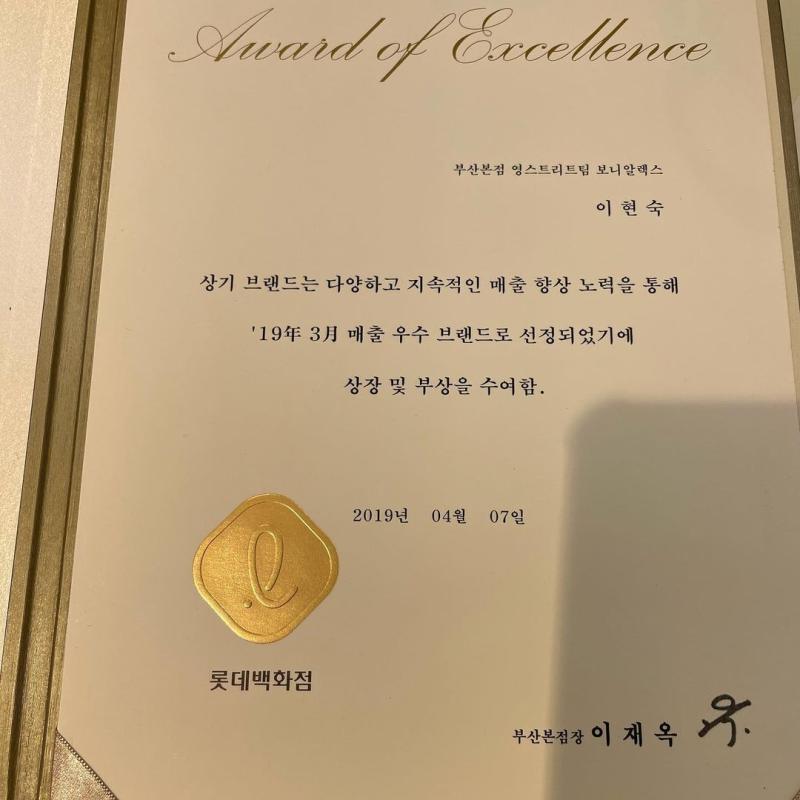 Award of Excellence
부산본점 영스트리트팀 보니알렉스
이 현 숙
상기 브랜드는 다양하고 지속적인 매출 향상 노력을 통해
'19年 3月 매출 우수 브랜드로 선정되었기에
상장 및 부상을 수여함.
2019년 04월 07일
롯데백화점
부산본점장 이 재 옥